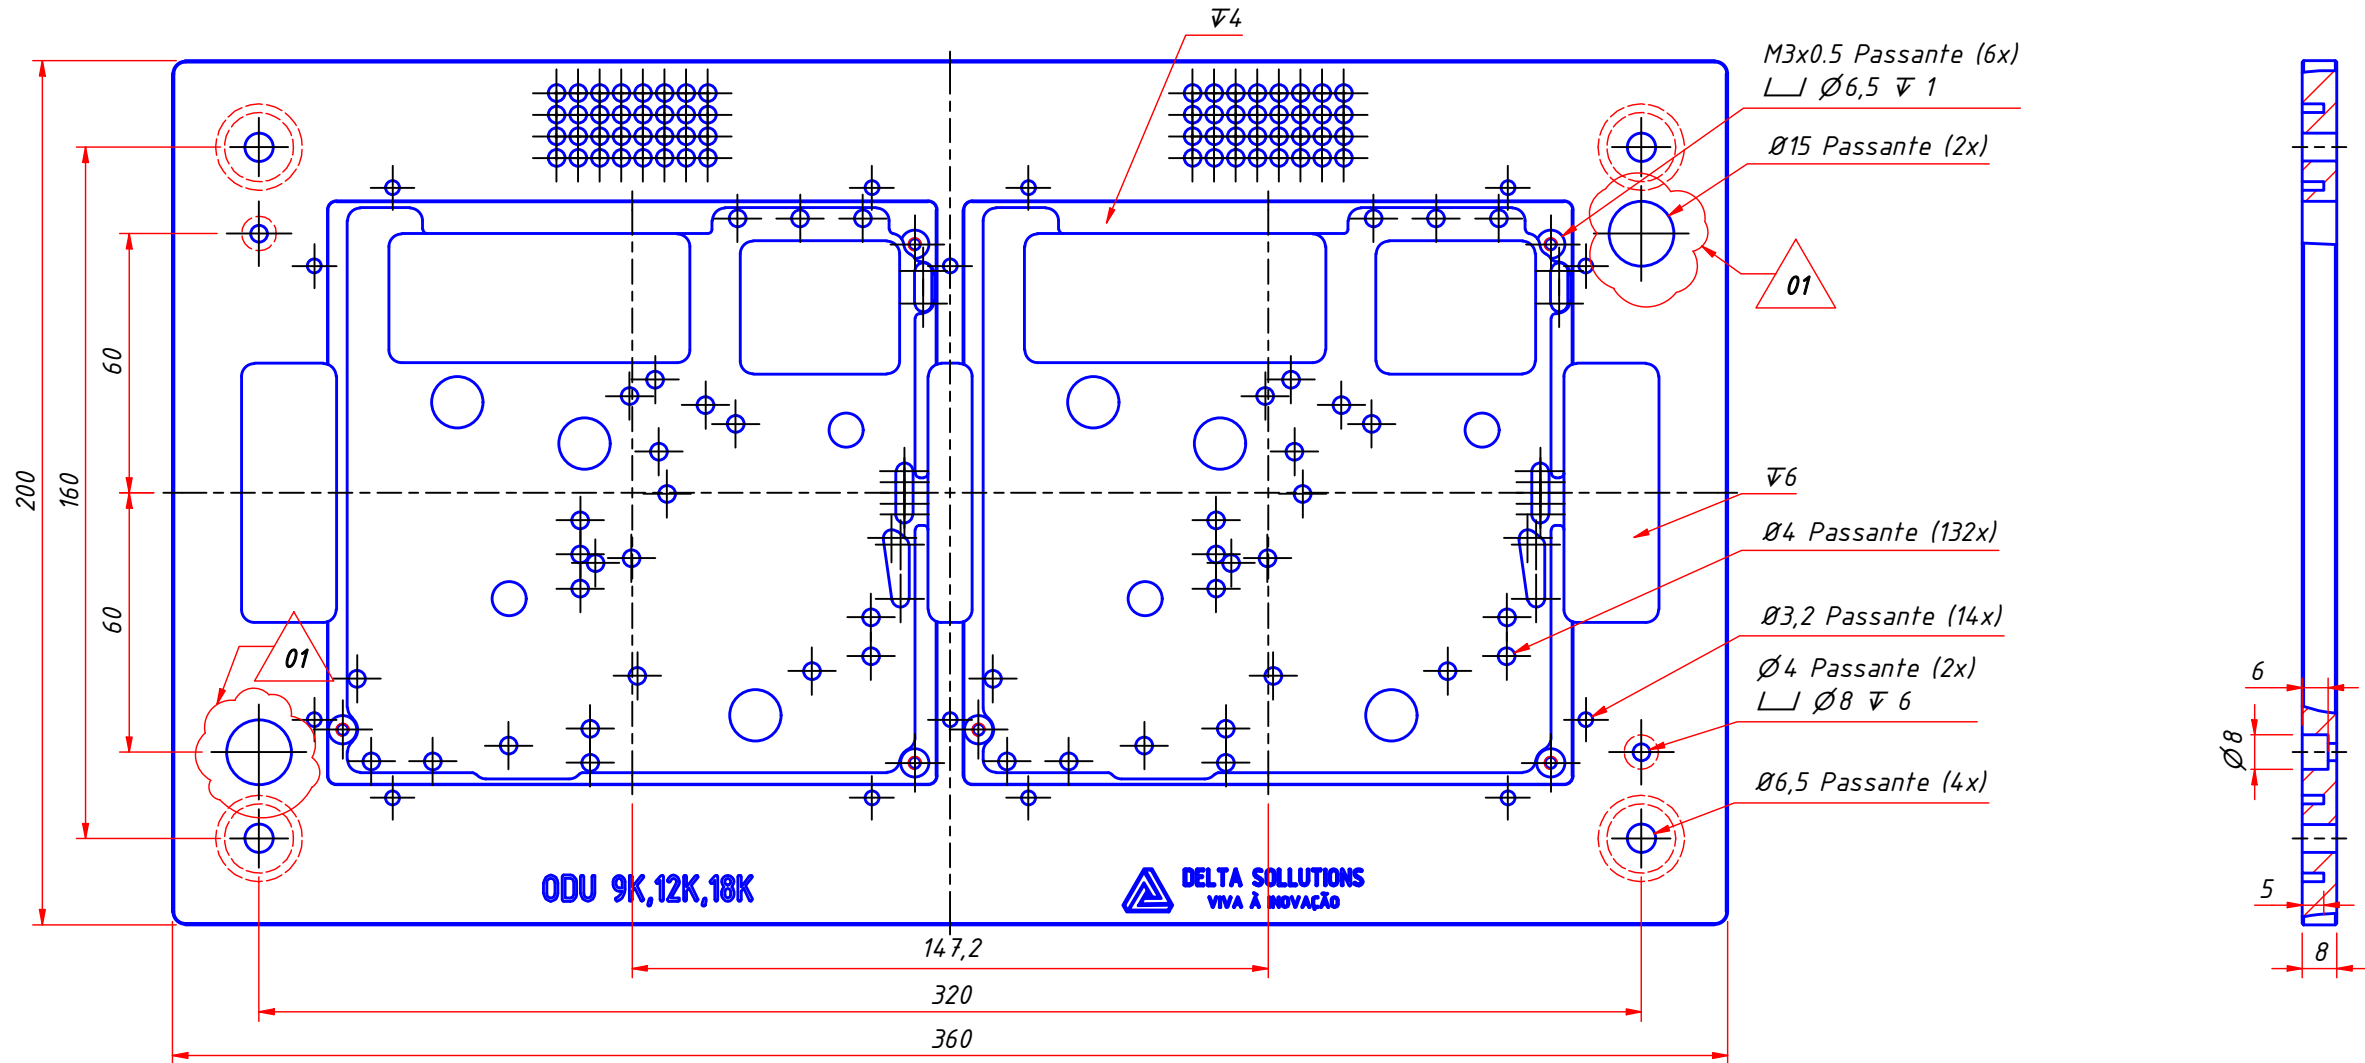 ↧4
M3x0.5 Passante (6x)
⌴ Ø6,5 ↧ 1
Ø15 Passante (2x)
01
60
200
160
60
↧6
Ø4 Passante (132x)
Ø3,2 Passante (14x)
Ø4 Passante (2x)
⌴ Ø8 ↧ 6
01
Ø6,5 Passante (4x)
6
Ø8
5
8
ODU 9K,12K,18K
DELTA SOLLUTIONS
VIVA À INOVAÇÃO
147,2
320
360